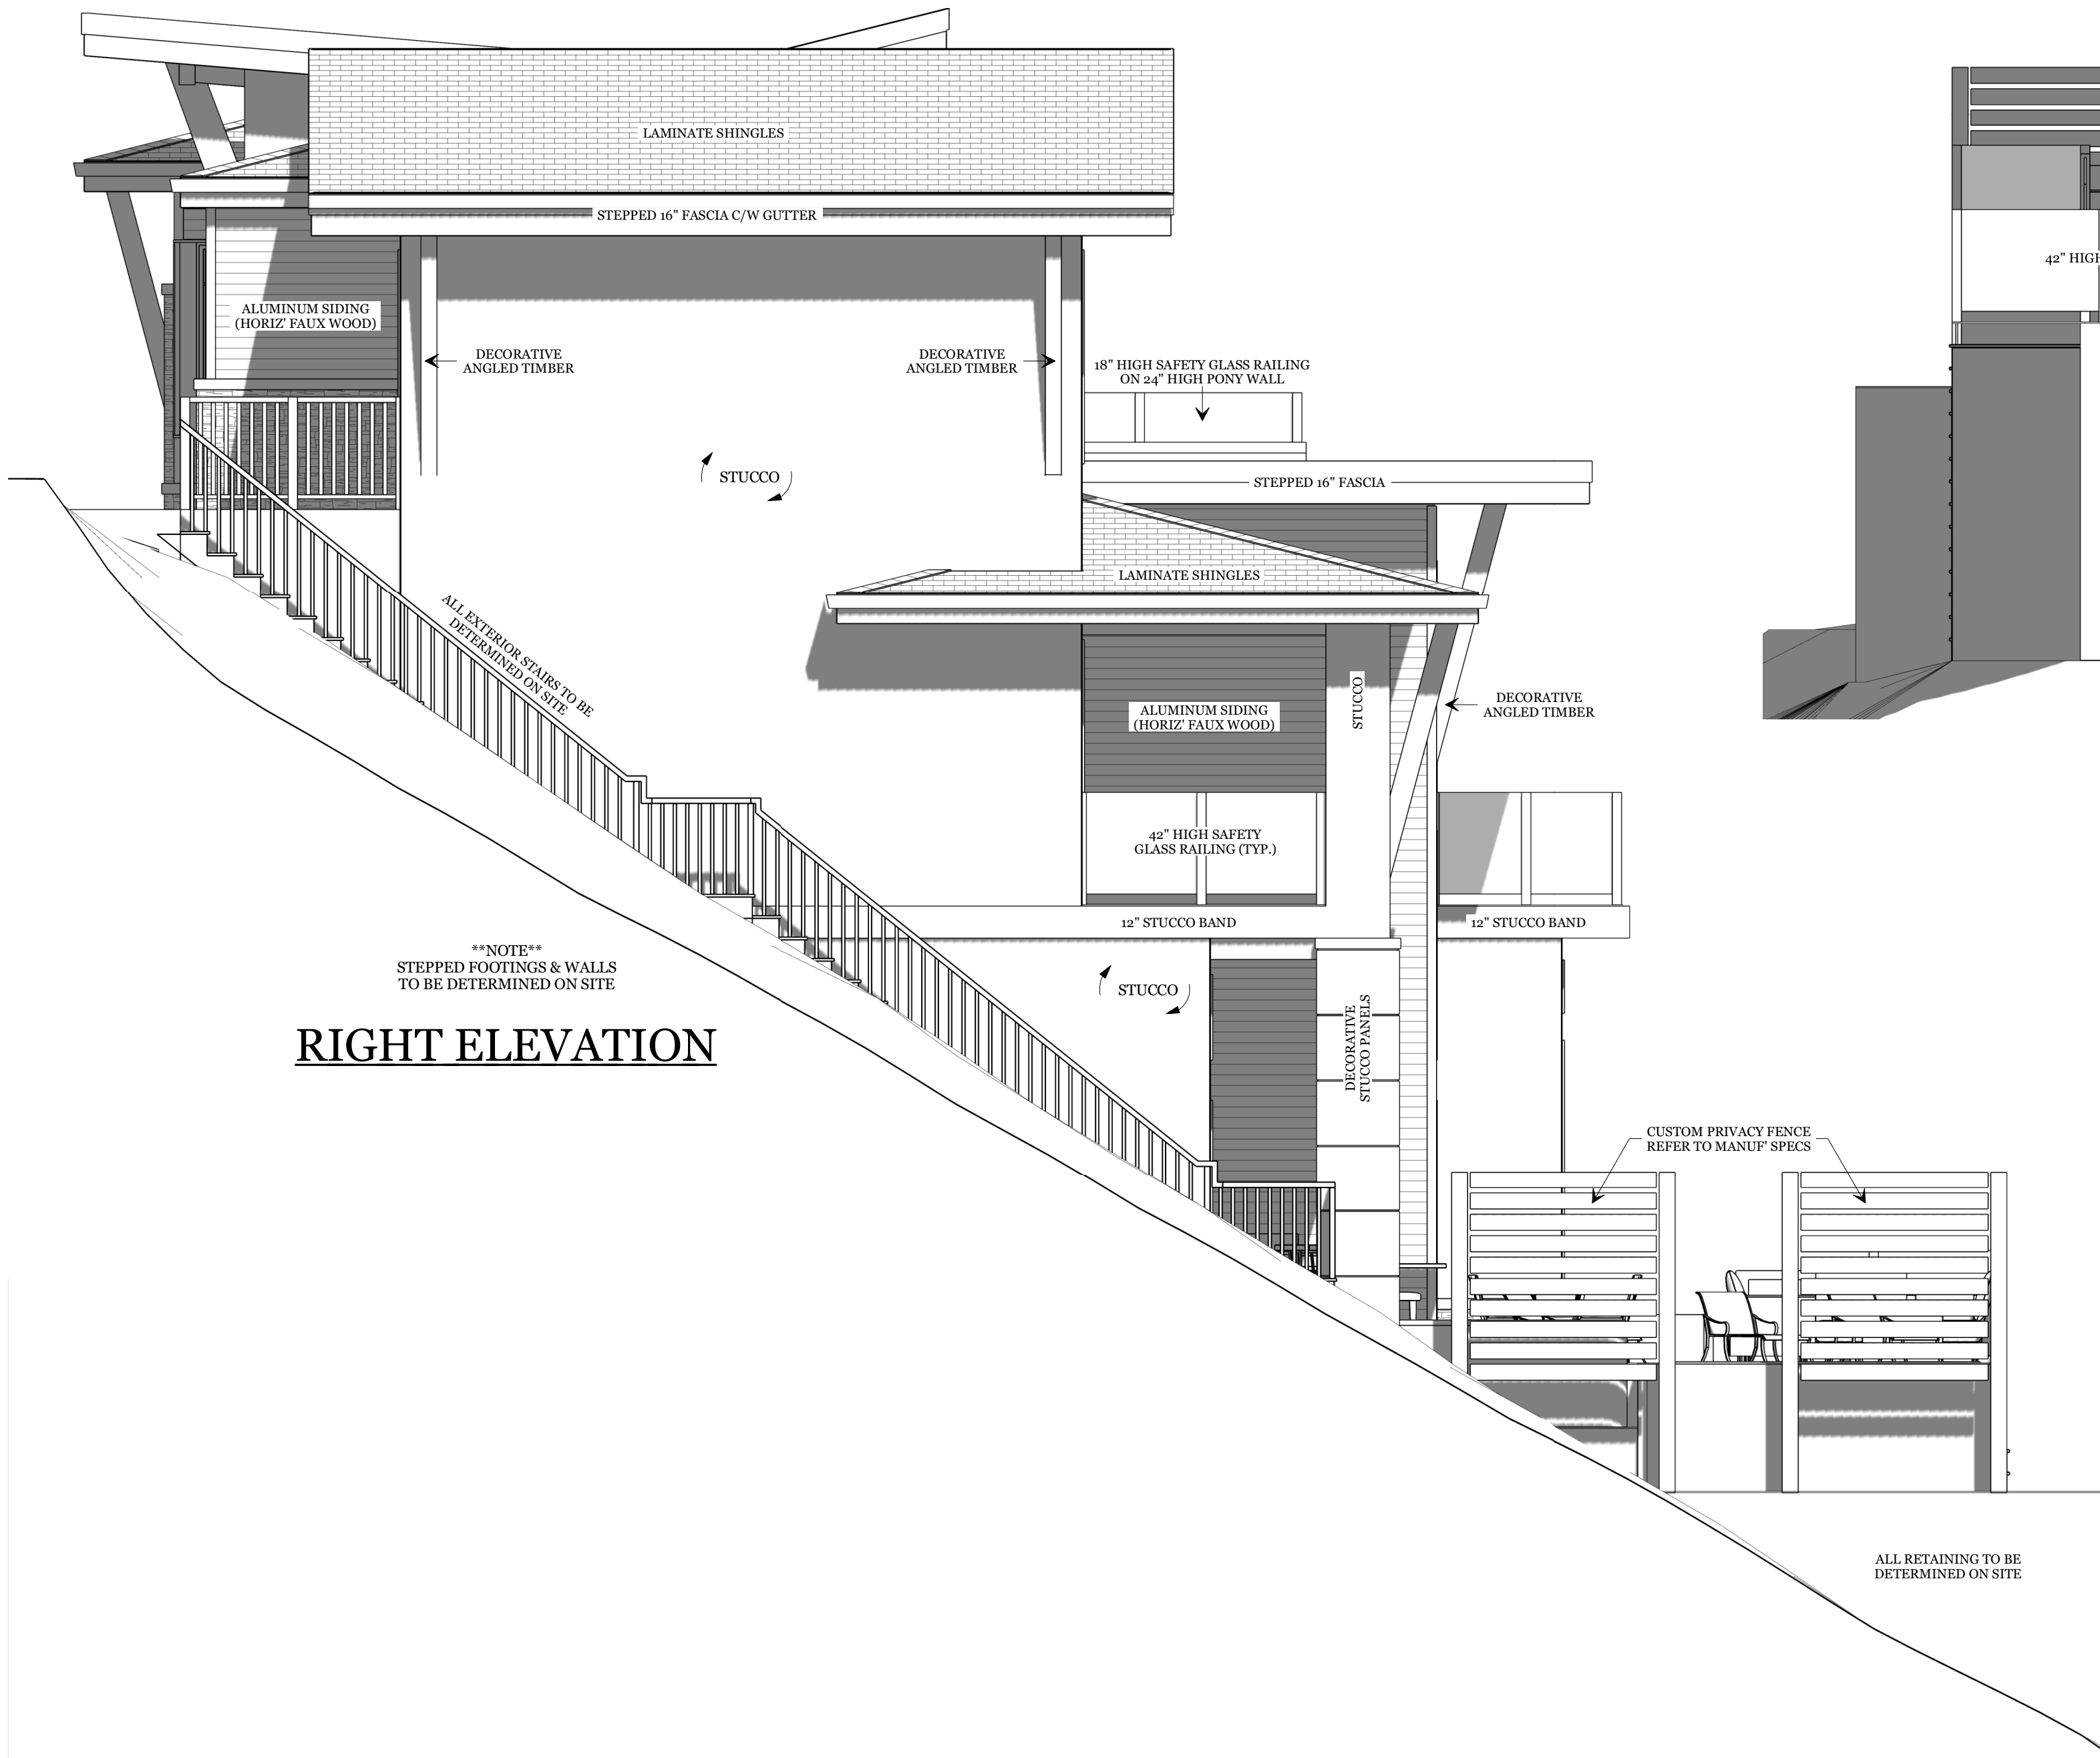 LAMINATE SHINGLES
STEPPED 16" FASCIA C/W GUTTER
42" HIGH
ALUMINUM SIDING
(HORIZ' FAUX WOOD)
DECORATIVE
ANGLED TIMBER
DECORATIVE
ANGLED TIMBER
18" HIGH SAFETY GLASS RAILING
ON 24" HIGH PONY WALL
STUCCO
STEPPED 16" FASCIA
LAMINATE SHINGLES
ALL EXTERIOR STAIRS TO BE
DETERMINED ON SITE
ALUMINUM SIDING
(HORIZ' FAUX WOOD)
STUCCO
DECORATIVE
ANGLED TIMBER
42" HIGH SAFETY
GLASS RAILING (TYP.)
12" STUCCO BAND
12" STUCCO BAND
**NOTE**
STEPPED FOOTINGS & WALLS
TO BE DETERMINED ON SITE
STUCCO
DECORATIVE
STUCCO PANELS
RIGHT ELEVATION
CUSTOM PRIVACY FENCE
REFER TO MANUF' SPECS
ALL RETAINING TO BE
DETERMINED ON SITE